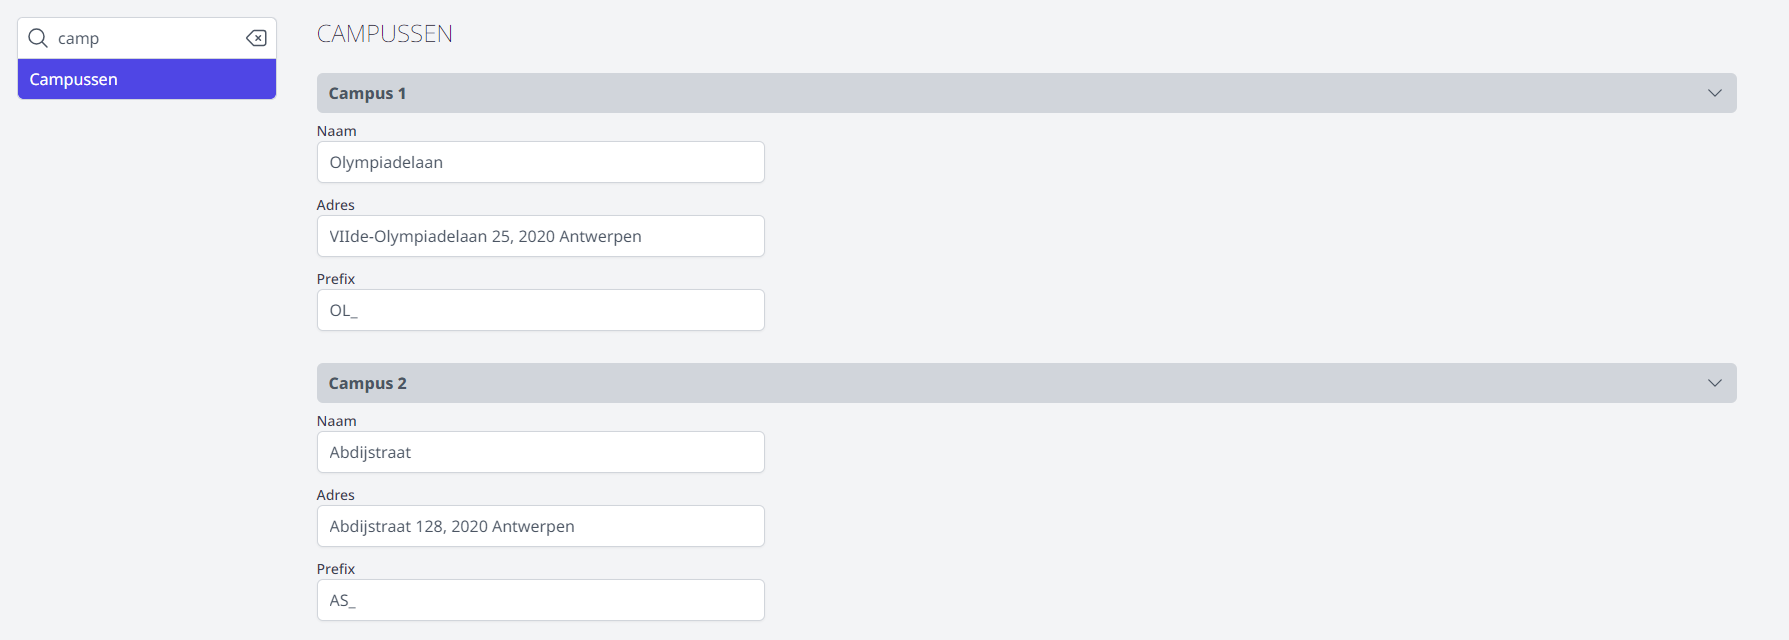 camp
Campussen
CAMPUSSEN
Campus 1
Naam
Olympiadelaan
Adres
VIIde-Olympiadelaan 25, 2020 Antwerpen
Prefix
OL_
Campus 2
Naam
Abdijstraat
Adres
Abdijstraat 128, 2020 Antwerpen
Prefix
AS_